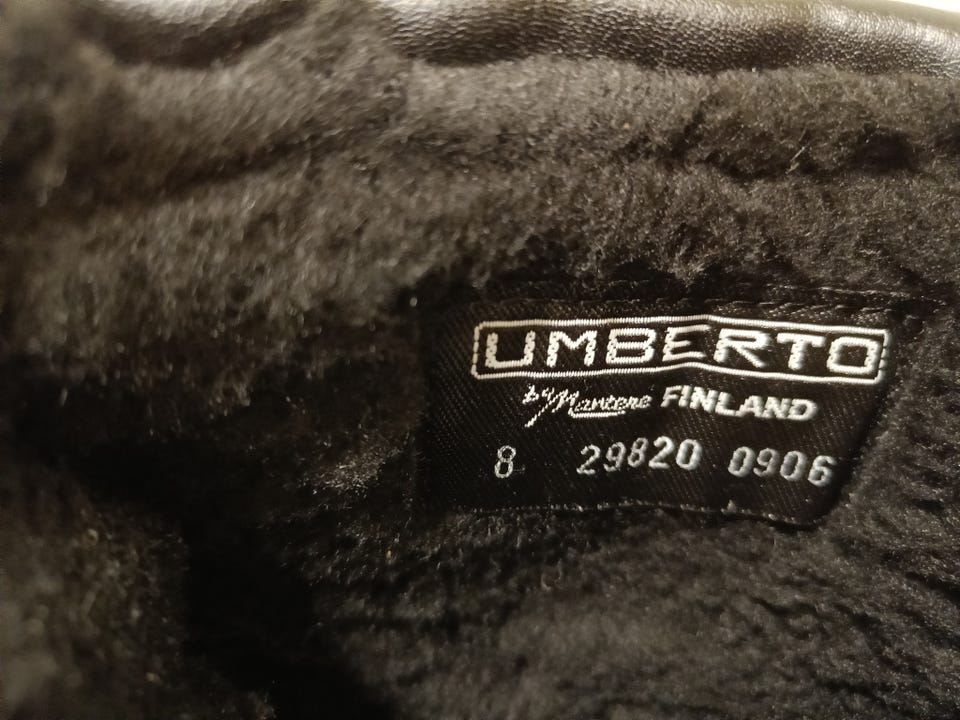 UMBERTO
by Mantere FINLAND
8 29820 0906